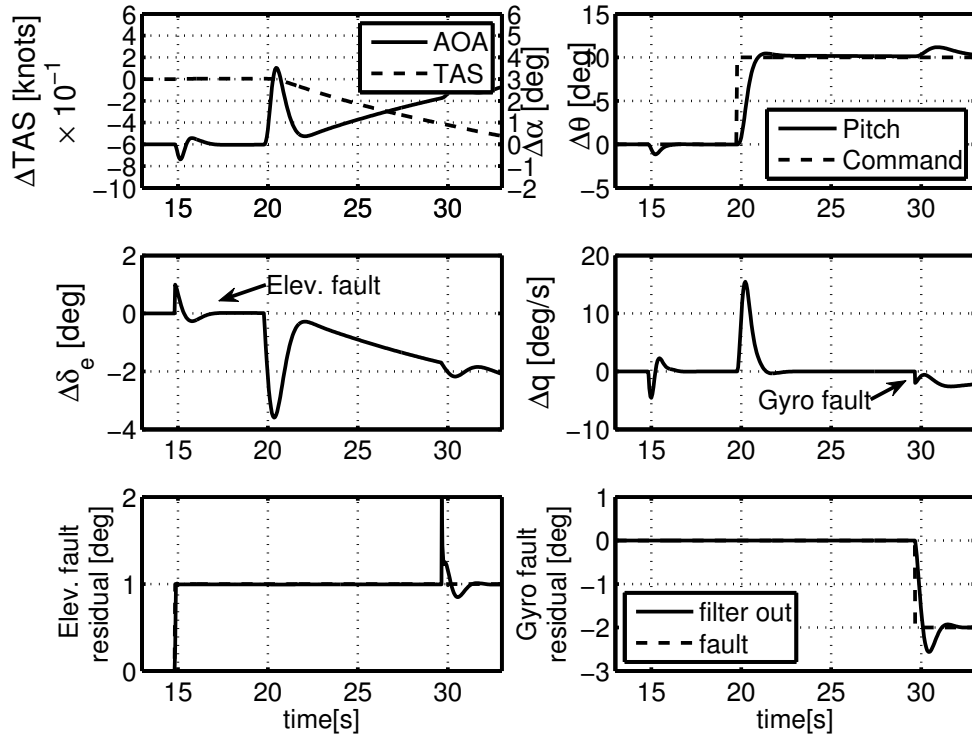 ΔTAS [knots]
× 10⁻¹
6
4
2
0
−2
−4
−6
−8
−10
AOA
TAS
6
5
4
3
2
1
0
−1
−2
Δα [deg]
15 20 25 30
Δθ [deg]
15
10
5
0
−5
Pitch
Command
15 20 25 30
Δδe [deg]
2
0
−2
−4
Elev. fault
15 20 25 30
Δq [deg/s]
20
10
0
−10
Gyro fault
15 20 25 30
Elev. fault
residual [deg]
2
1
0
15 20 25 30
time[s]
Gyro fault
residual [deg]
1
0
−1
−2
−3
filter out
fault
15 20 25 30
time[s]